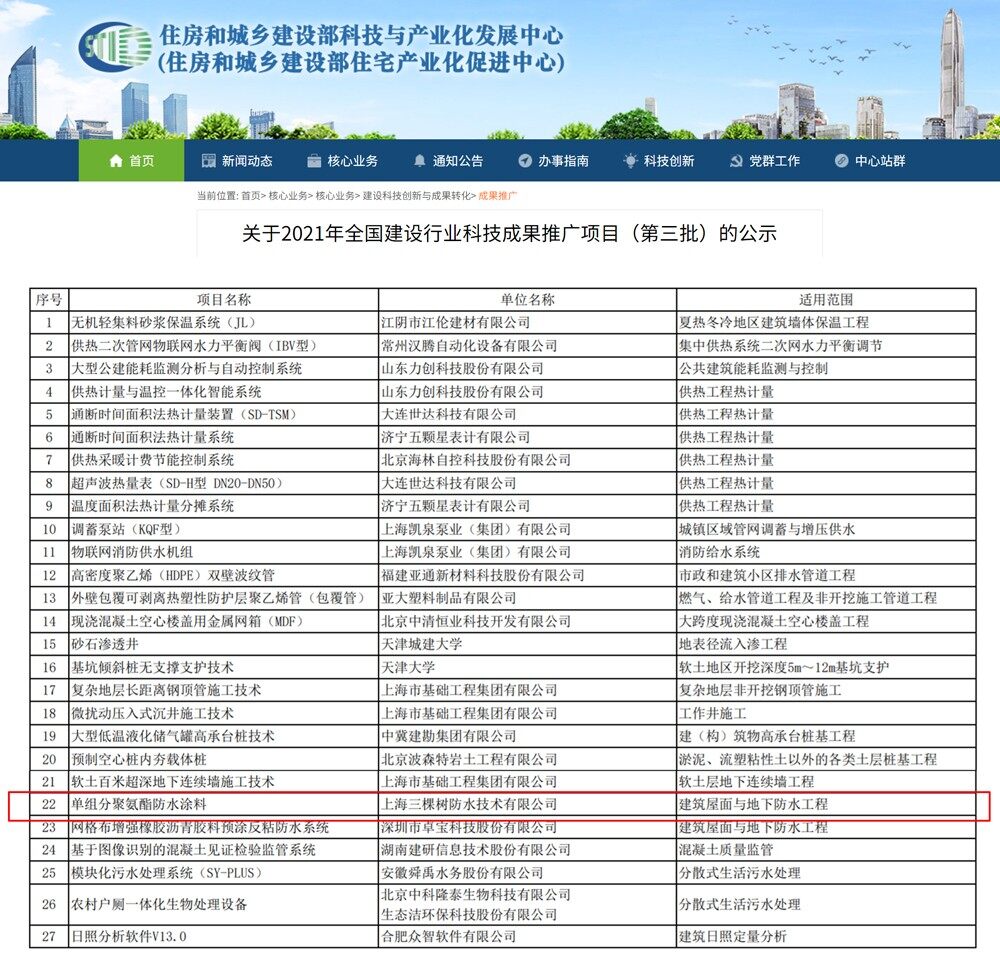 住房和城乡建设部科技与产业化发展中心
(住房和城乡建设部住宅产业化促进中心)
首页 新闻动态 核心业务 通知公告 办事指南 科技创新 党群工作 中心站群
当前位置: 首页> 核心业务> 核心业务> 建设科技创新与成果转化> 成果推广
关于2021年全国建设行业科技成果推广项目（第三批）的公示
序号 项目名称 单位名称 适用范围
1 无机轻集料砂浆保温系统（JL） 江阴市江伦建材有限公司 夏热冬冷地区建筑墙体保温工程
2 供热二次管网物联网水力平衡阀（IBV型） 常州汉腾自动化设备有限公司 集中供热系统二次网水力平衡调节
3 大型公建能耗监测分析与自动控制系统 山东力创科技股份有限公司 公共建筑能耗监测与控制
4 供热计量与温控一体化智能系统 山东力创科技股份有限公司 供热工程热计量
5 通断时间面积法热计量装置（SD-TSM） 大连世达科技有限公司 供热工程热计量
6 通断时间面积法热计量系统 济宁五颗星表计有限公司 供热工程热计量
7 供热采暖计费节能控制系统 北京海林自控科技股份有限公司 供热工程热计量
8 超声波热量表（SD-H型 DN20-DN50） 大连世达科技有限公司 供热工程热计量
9 温度面积法热计量分摊系统 济宁五颗星表计有限公司 供热工程热计量
10 调蓄泵站（KQF型） 上海凯泉泵业（集团）有限公司 城镇区域管网调蓄与增压供水
11 物联网消防供水机组 上海凯泉泵业（集团）有限公司 消防给水系统
12 高密度聚乙烯（HDPE）双壁波纹管 福建亚通新材料科技股份有限公司 市政和建筑小区排水管道工程
13 外壁包覆可剥离热塑性防护层聚乙烯管（包覆管） 亚大塑料制品有限公司 燃气、给水管道工程及非开挖施工管道工程
14 现浇混凝土空心楼盖用金属网箱（MDF） 北京中清恒业科技开发有限公司 大跨度现浇混凝土空心楼盖工程
15 砂石渗透井 天津城建大学 地表径流入渗工程
16 基坑倾斜桩无支撑支护技术 天津大学 软土地区开挖深度5m～12m基坑支护
17 复杂地层长距离钢顶管施工技术 上海市基础工程集团有限公司 复杂地层非开挖钢顶管施工
18 微扰动压入式沉井施工技术 上海市基础工程集团有限公司 工作井施工
19 大型低温液化储气罐高承台桩技术 中冀建勘集团有限公司 建（构）筑物高承台桩基工程
20 预制空心桩内夯载体桩 北京波森特岩土工程有限公司 淤泥、流塑粘性土以外的各类土层桩基工程
21 软土百米超深地下连续墙施工技术 上海市基础工程集团有限公司 软土层地下连续墙工程
22 单组分聚氨酯防水涂料 上海三棵树防水技术有限公司 建筑屋面与地下防水工程
23 网格布增强橡胶沥青胶料预涂反粘防水系统 深圳市卓宝科技股份有限公司 建筑屋面与地下防水工程
24 基于图像识别的混凝土见证检验监管系统 湖南建研信息技术股份有限公司 混凝土质量监管
25 模块化污水处理系统（SY-PLUS） 安徽舜禹水务股份有限公司 分散式生活污水处理
26 农村户厕一体化生物处理设备 北京中科隆泰生物科技有限公司 分散式生活污水处理
生态洁环保科技股份有限公司
27 日照分析软件V13.0 合肥众智软件有限公司 建筑日照定量分析